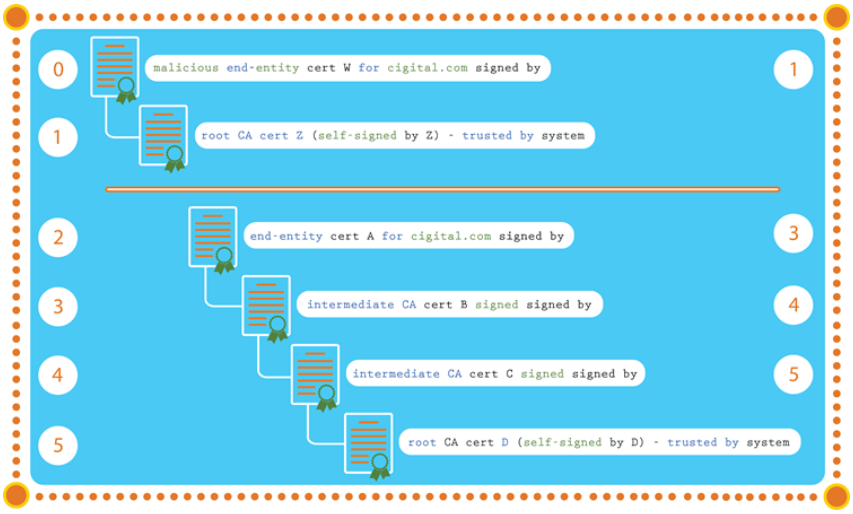 0 malicious end-entity cert W for cigital.com signed by 1
1 root CA cert Z (self-signed by Z) - trusted by system
2 end-entity cert A for cigital.com signed by 3
3 intermediate CA cert B signed signed by 4
4 intermediate CA cert C signed signed by 5
5 root CA cert D (self-signed by D) - trusted by system